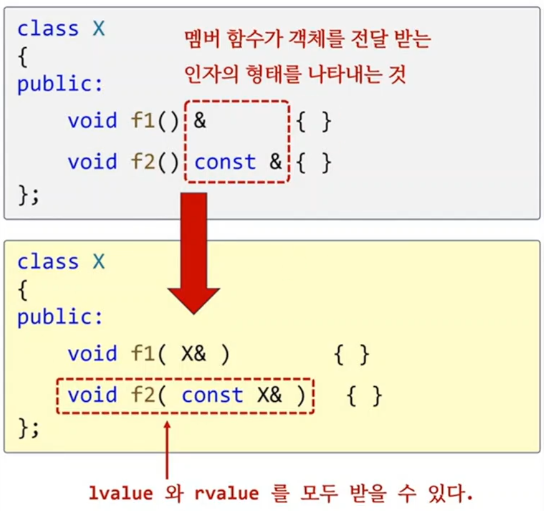 class X
멤버 함수가 객체를 전달 받는
{
인자의 형태를 나타내는 것
public:
void f1() & { }
void f2() const & { }
};
class X
{
public:
void f1( X& ) { }
void f2( const X& ) { }
};
lvalue 와 rvalue 를 모두 받을 수 있다.